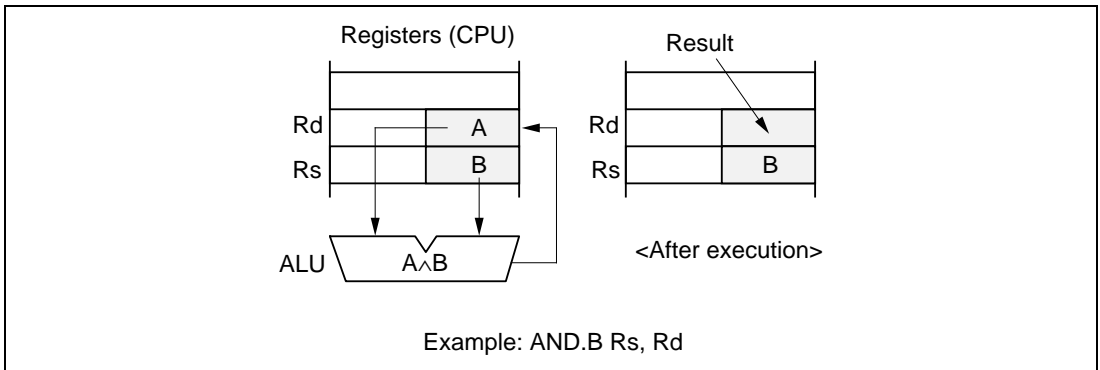 Registers (CPU)
Result
Rd A
Rs B
Rd
Rs B
ALU A∧B
<After execution>
Example: AND.B Rs, Rd